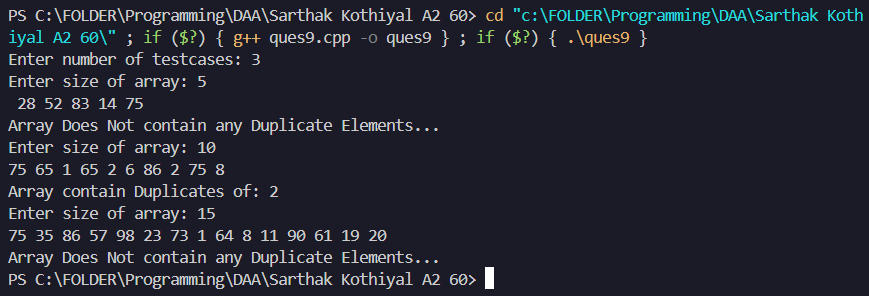 PS C:\FOLDER\Programming\DAA\Sarthak Kothiyal A2 60> cd "c:\FOLDER\Programming\DAA\Sarthak Koth
iyal A2 60\" ; if ($?) { g++ ques9.cpp -o ques9 } ; if ($?) { .\ques9 }
Enter number of testcases: 3
Enter size of array: 5
 28 52 83 14 75
Array Does Not contain any Duplicate Elements...
Enter size of array: 10
75 65 1 65 2 6 86 2 75 8
Array contain Duplicates of: 2
Enter size of array: 15
75 35 86 57 98 23 73 1 64 8 11 90 61 19 20
Array Does Not contain any Duplicate Elements...
PS C:\FOLDER\Programming\DAA\Sarthak Kothiyal A2 60>